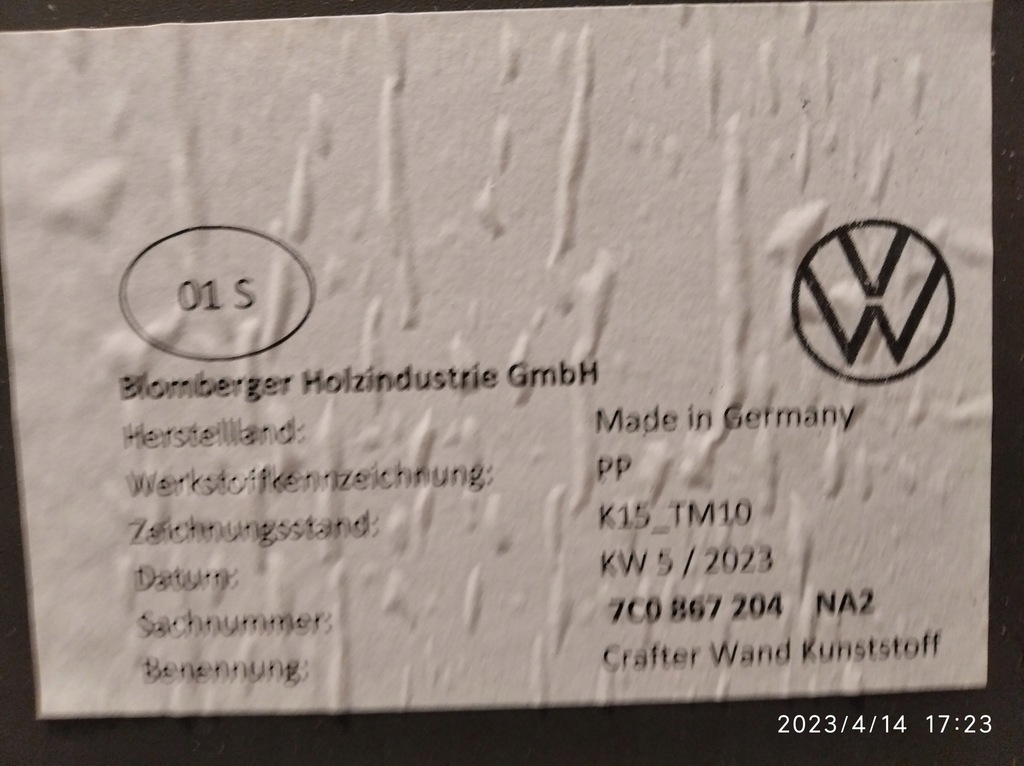 01 S
Blomberger Holzindustrie GmbH
Herstellland: Made in Germany
Werkstoffkennzeichnung: PP
Zeichnungsstand: K15_TM10
Datum: KW 5 / 2023
Sachnummer: 7C0 867 204 NA2
Benennung: Crafter Wand Kunststoff
2023/4/14 17:23